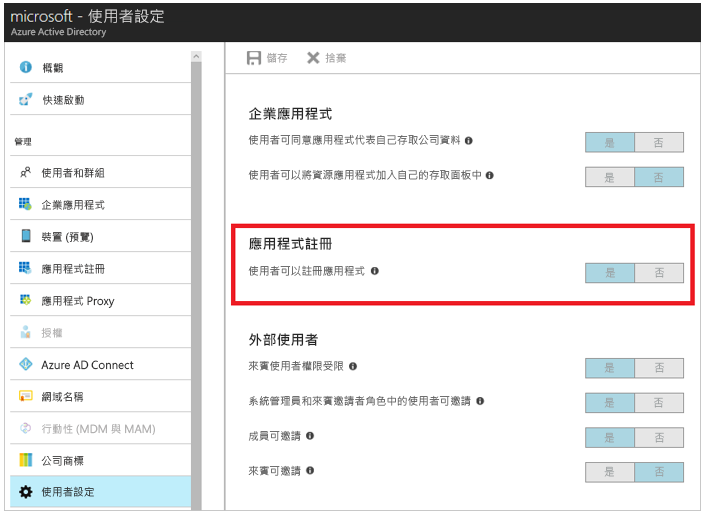 microsoft - 使用者設定
Azure Active Directory
概觀
快速啟動
管理
使用者和群組
企業應用程式
裝置 (預覽)
應用程式註冊
應用程式 Proxy
授權
Azure AD Connect
網域名稱
行動性 (MDM 與 MAM)
公司商標
使用者設定
儲存 捨棄
企業應用程式
使用者可同意應用程式代表自己存取公司資料 是 否
使用者可以將資源應用程式加入自己的存取面板中 是 否
應用程式註冊
使用者可以註冊應用程式 是 否
外部使用者
來賓使用者權限受限 是 否
系統管理員和來賓邀請者角色中的使用者可邀請 是 否
成員可邀請 是 否
來賓可邀請 是 否